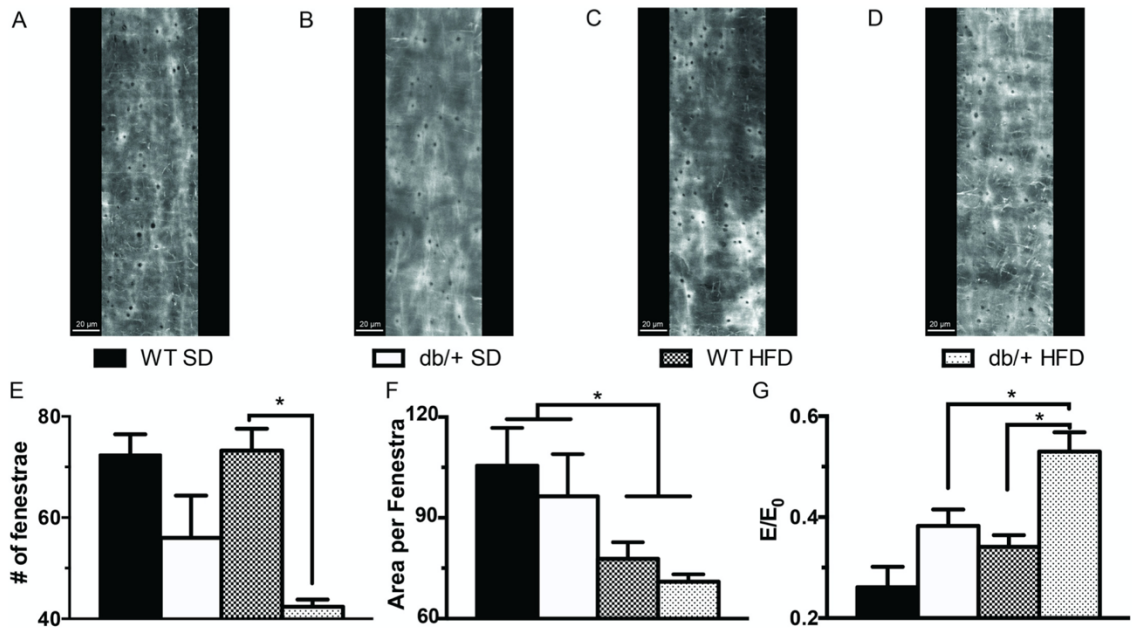 A
B
C
D
20 µm
20 µm
20 µm
20 µm
WT SD
db/+ SD
WT HFD
db/+ HFD
E
# of fenestrae
80
60
40
*
F
Area per Fenestra
120
90
60
*
G
E/E₀
0.6
0.4
0.2
*
*